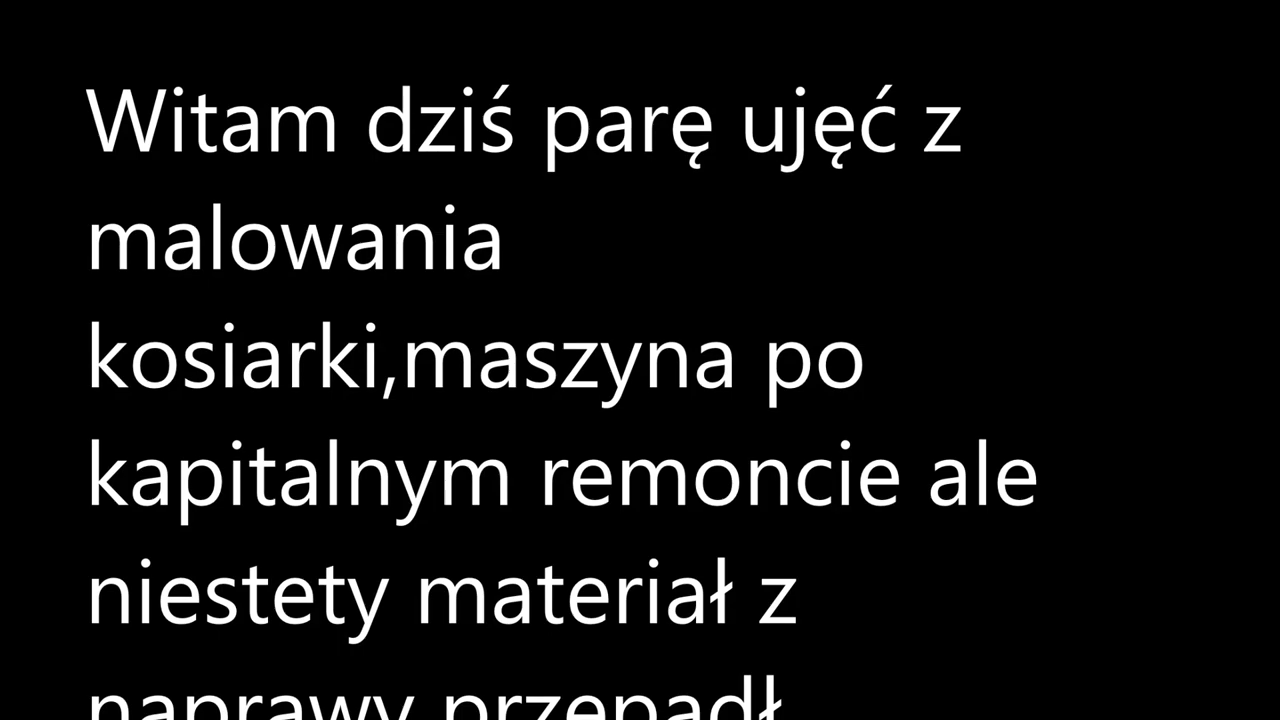 Witam dziś parę ujęć z
malowania
kosiarki,maszyna po
kapitalnym remoncie ale
niestety materiał z
naprawy przepadł